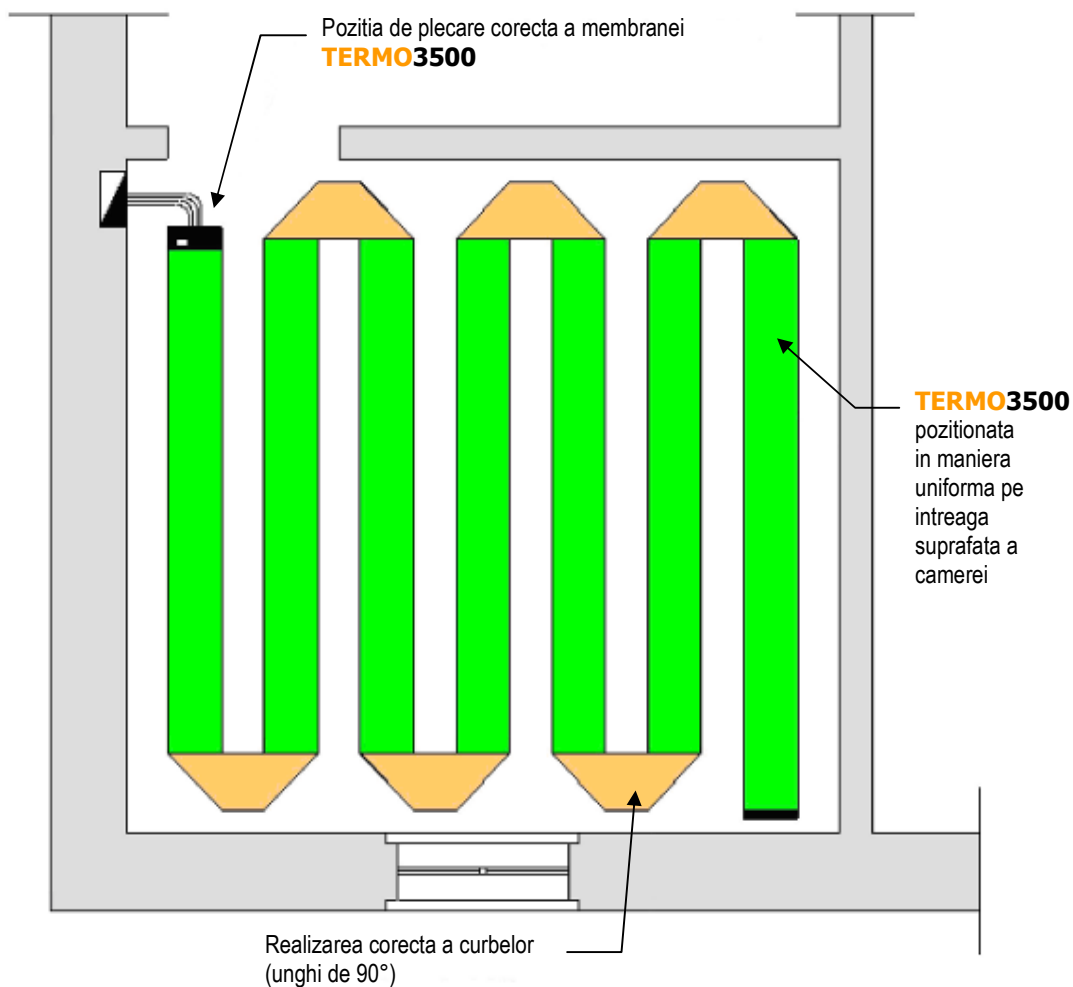 Pozitia de plecare corecta a membranei
TERMO3500
TERMO3500
pozitionata
in maniera
uniforma pe
intreaga
suprafata a
camerei
Realizarea corecta a curbelor
(unghi de 90°)